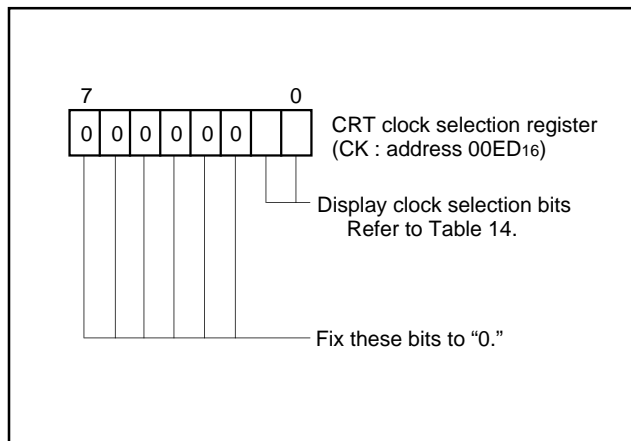 7 0
0 0 0 0 0 0
CRT clock selection register
(CK : address 00ED16)
Display clock selection bits
Refer to Table 14.
Fix these bits to “0.”